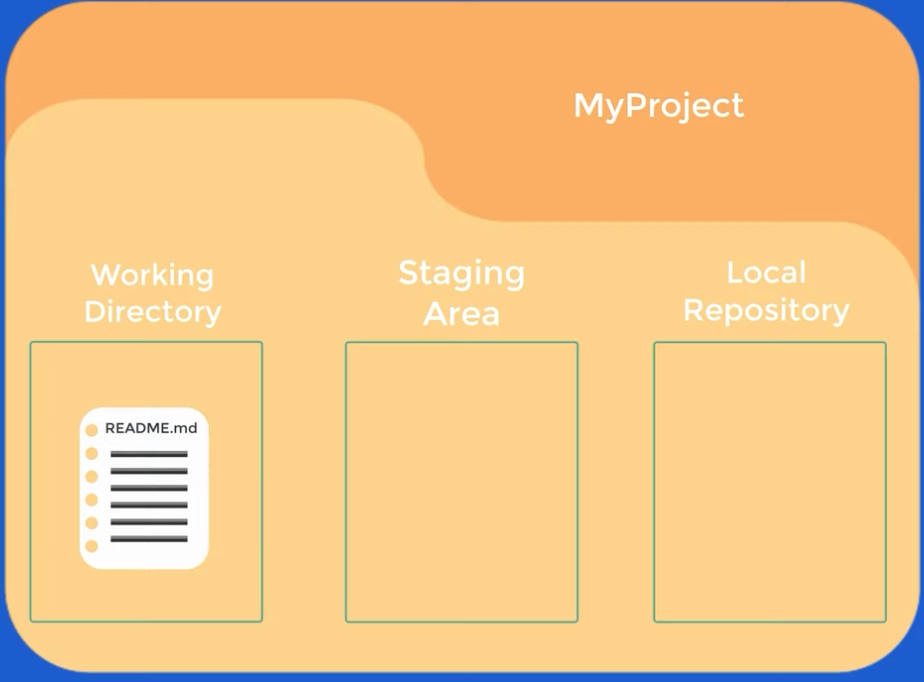 MyProject
Working
Directory
Staging
Area
Local
Repository
README.md